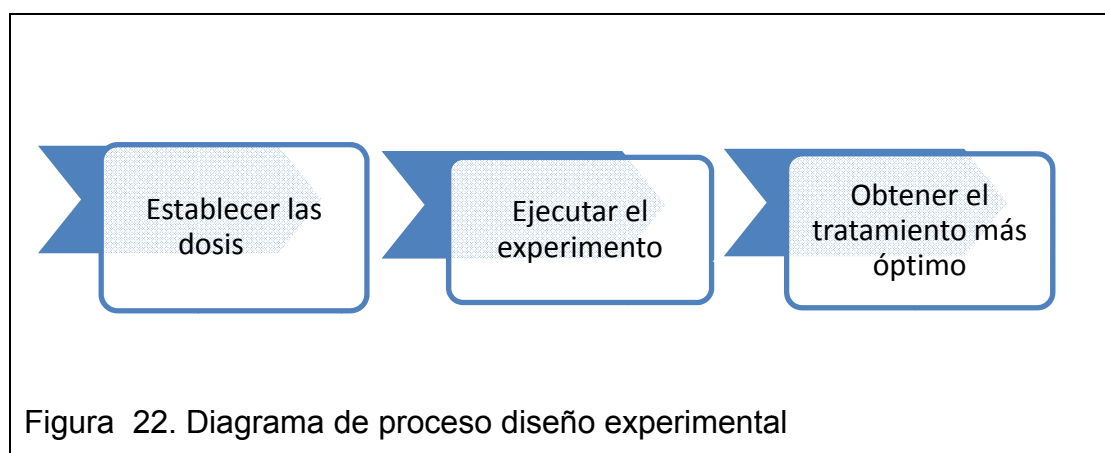 Establecer las
dosis
Ejecutar el
experimento
Obtener el
tratamiento más
óptimo
Figura 22. Diagrama de proceso diseño experimental